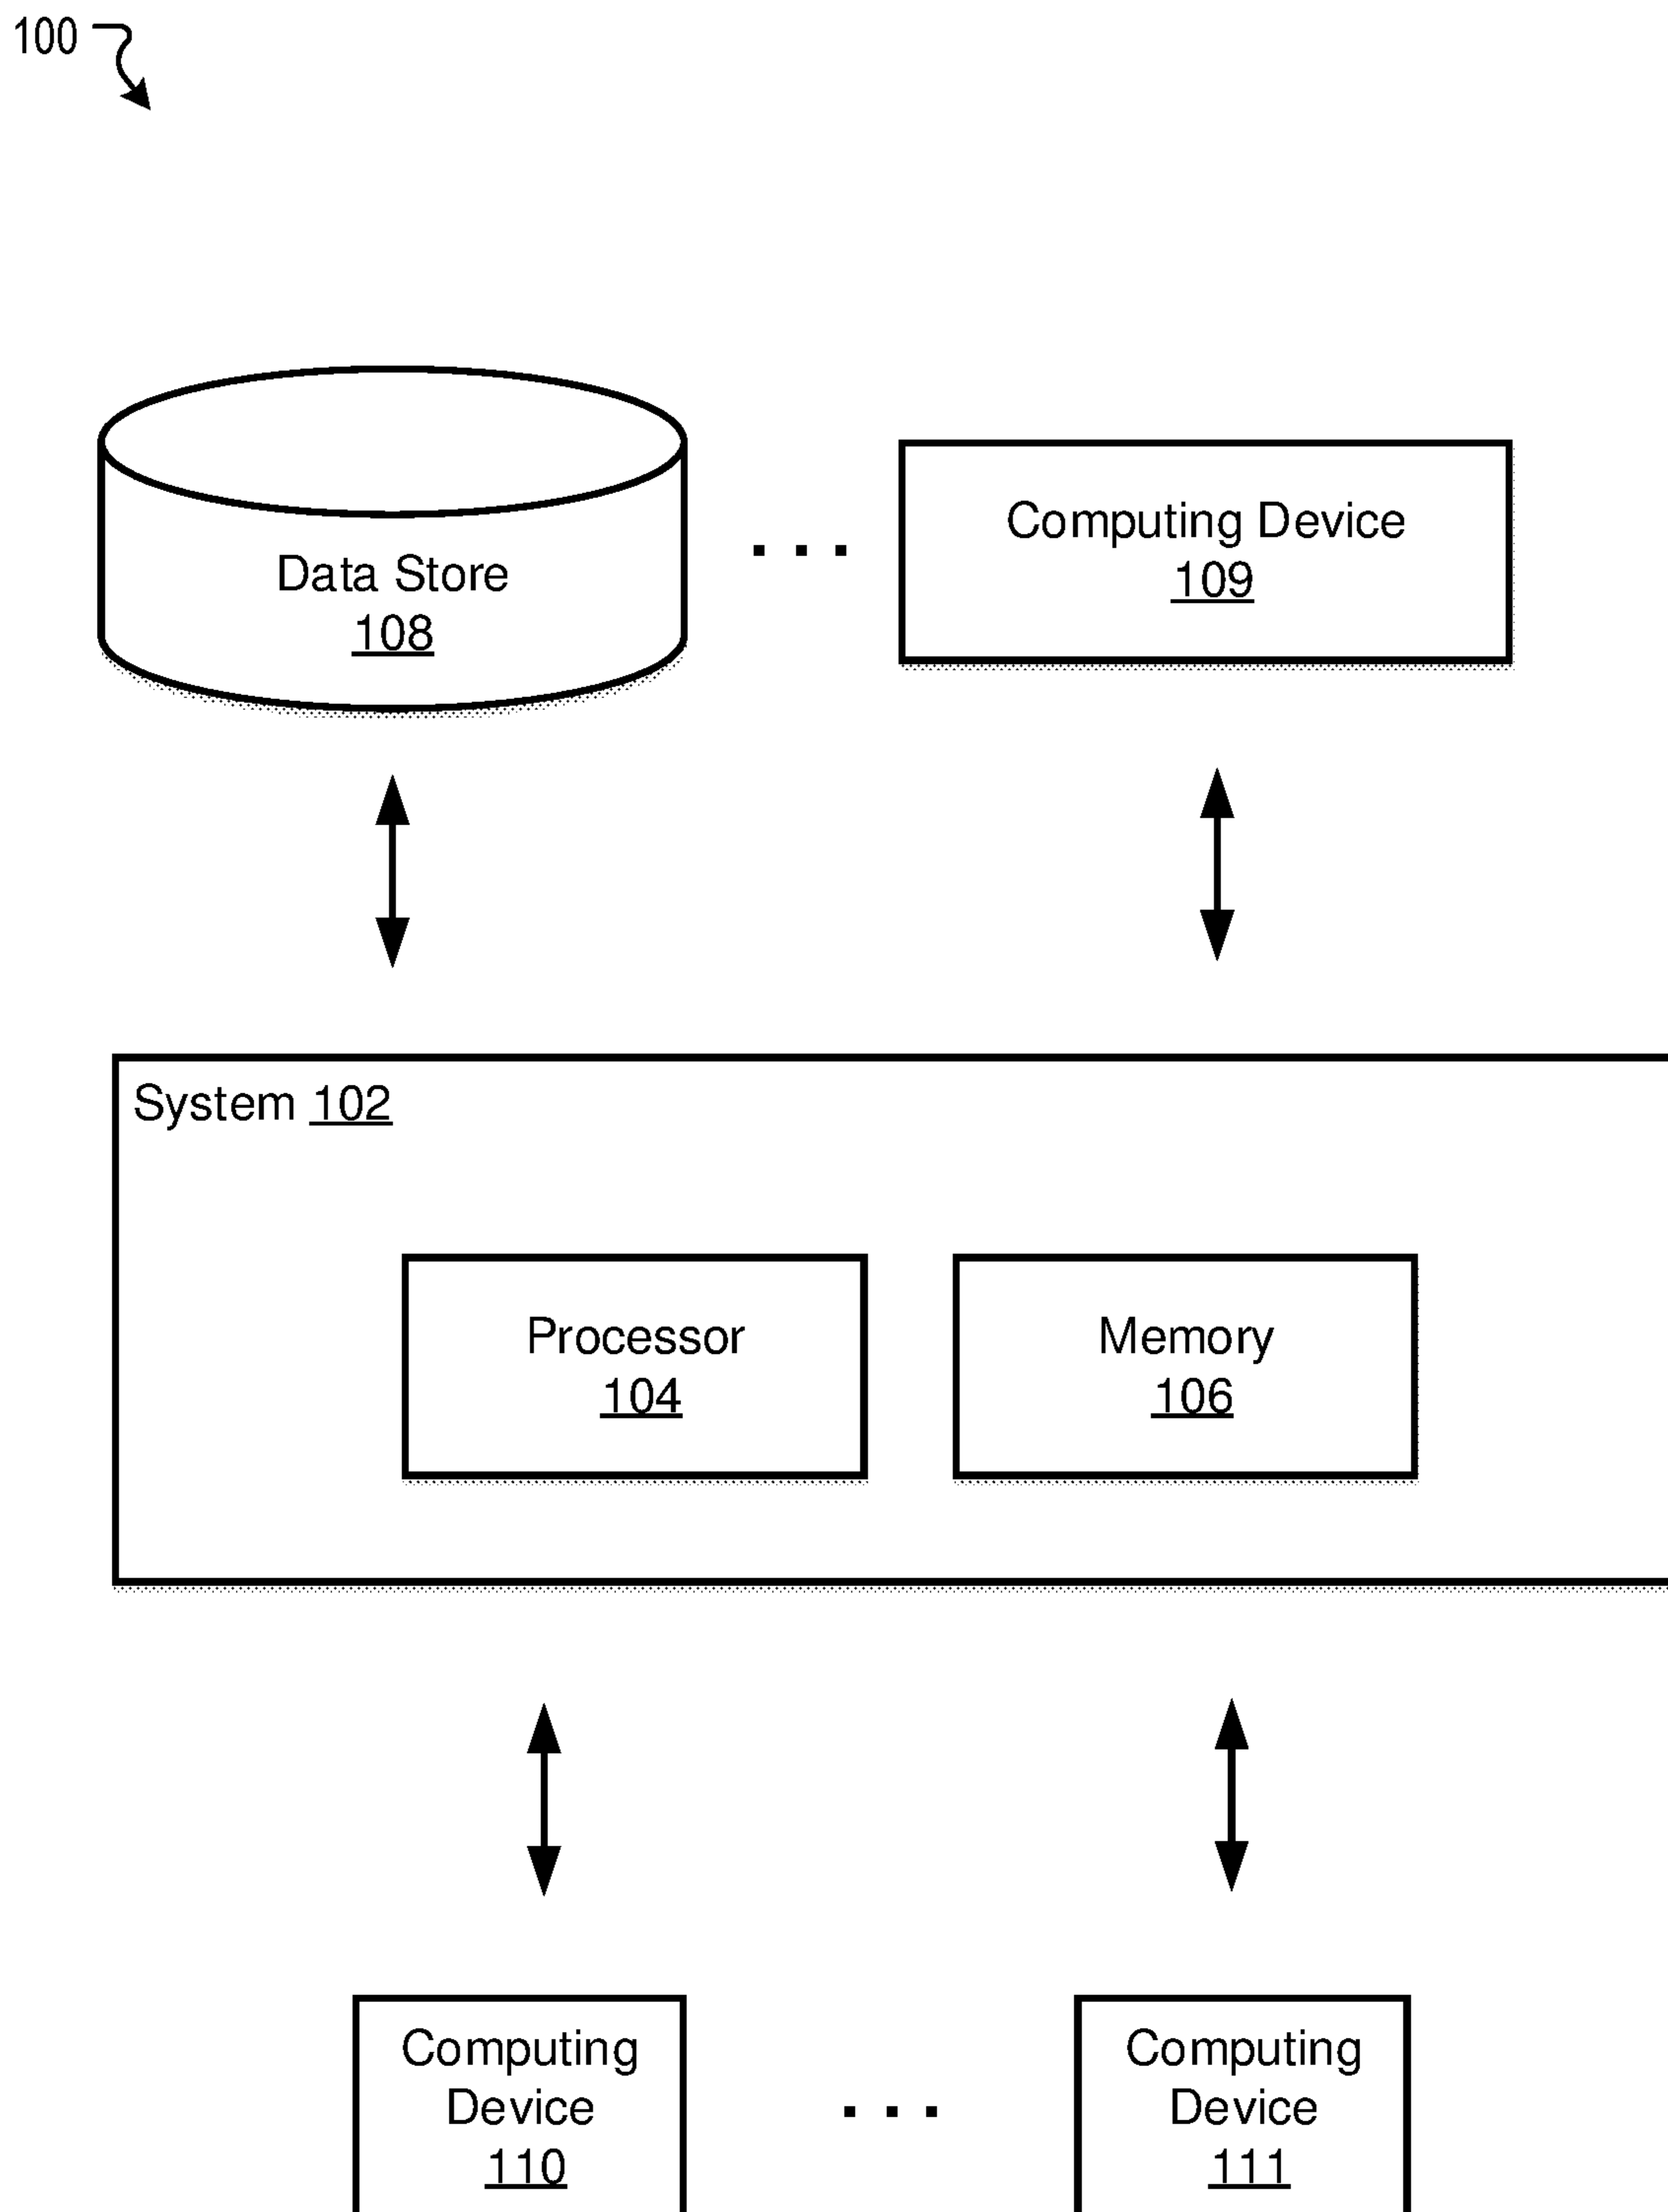 100
Data Store
108
. . .
Computing Device
109
System 102
Processor
104
Memory
106
Computing
Device
110
. . .
Computing
Device
111